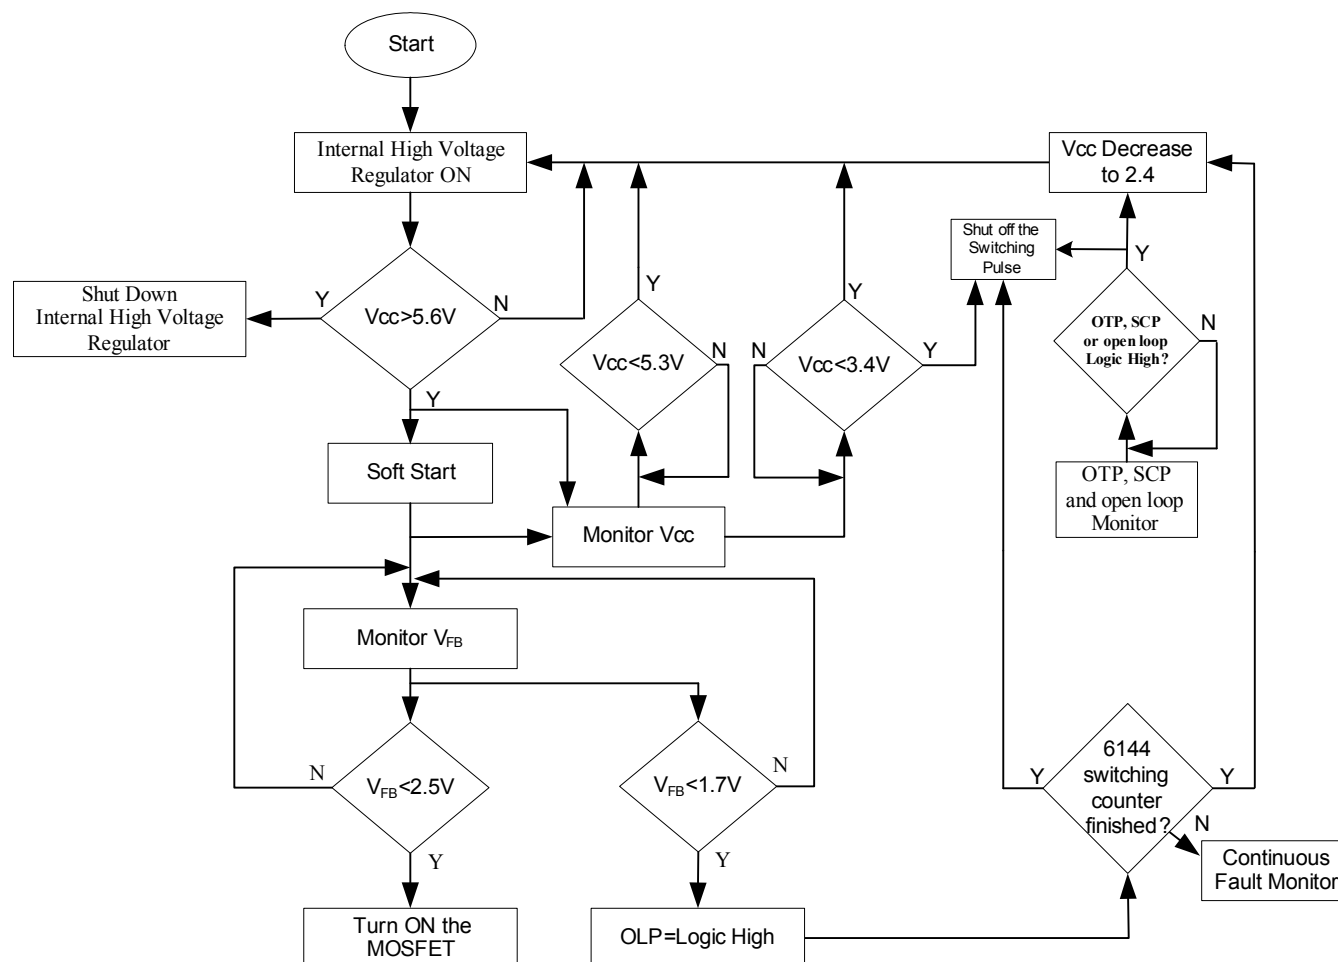 Start
Internal High Voltage
Regulator ON
Vcc Decrease
to 2.4
Shut off the
Switching
Pulse
Y
Shut Down
Internal High Voltage
Regulator
Y
Vcc>5.6V
N
Y
Vcc<5.3V
N
Y
N
Vcc<3.4V
Y
Y
OTP, SCP
or open loop
Logic High?
N
Y
Soft Start
Monitor Vcc
OTP, SCP
and open loop
Monitor
Monitor VFB
N
VFB<2.5V
Y
VFB<1.7V
N
Y
Y
6144
switching
counter
finished?
Y
N
Continuous
Fault Monitor
Turn ON the
MOSFET
OLP=Logic High